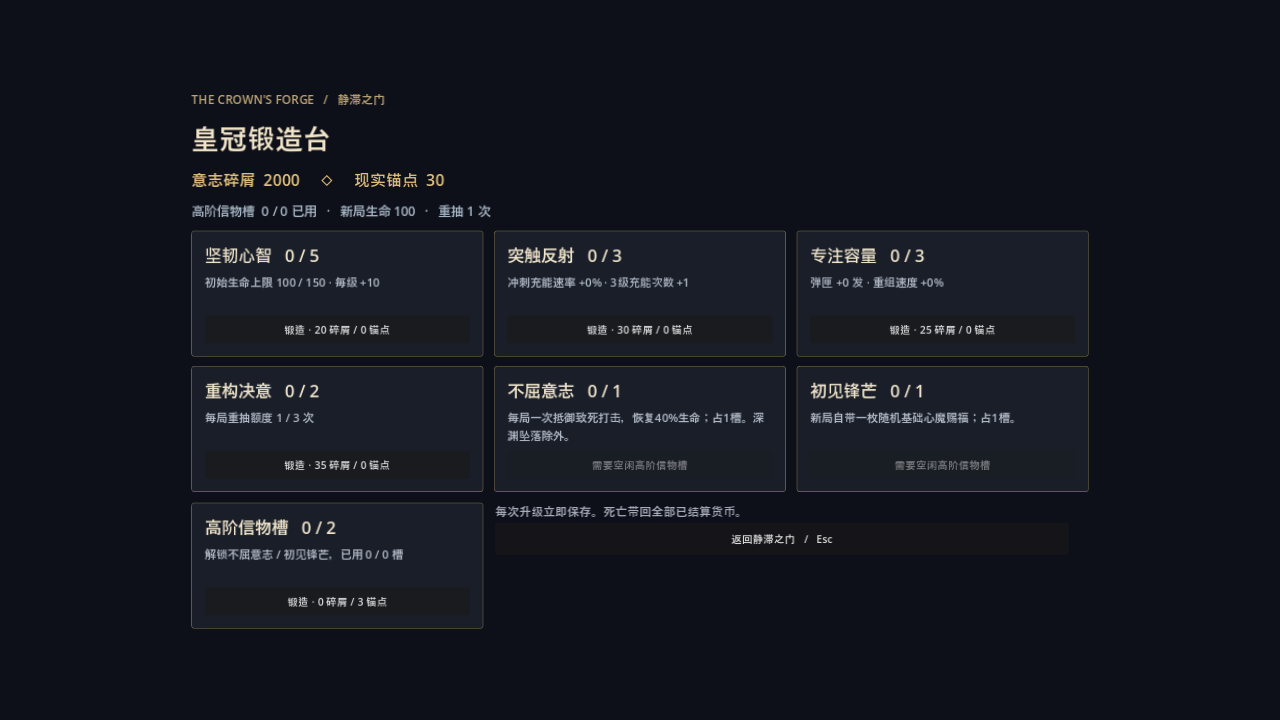 THE CROWN'S FORGE / 静滞之门
皇冠锻造台
意志碎屑 2000 ◇ 现实锚点 30
高阶信物槽 0 / 0 已用 · 新局生命 100 · 重抽 1 次
坚韧心智 0 / 5
初始生命上限 100 / 150 · 每级 +10
锻造 · 20 碎屑 / 0 锚点
突触反射 0 / 3
冲刺充能速率 +0% · 3级充能次数 +1
锻造 · 30 碎屑 / 0 锚点
专注容量 0 / 3
弹匣 +0 发 · 重组速度 +0%
锻造 · 25 碎屑 / 0 锚点
重构决意 0 / 2
每局重抽额度 1 / 3 次
锻造 · 35 碎屑 / 0 锚点
不屈意志 0 / 1
每局一次抵御致死打击，恢复40%生命；占1槽。深
渊坠落除外。
需要空闲高阶信物槽
初见锋芒 0 / 1
新局自带一枚随机基础心魔赐福；占1槽。
需要空闲高阶信物槽
高阶信物槽 0 / 2
解锁不屈意志 / 初见锋芒，已用 0 / 0 槽
锻造 · 0 碎屑 / 3 锚点
每次升级立即保存。死亡带回全部已结算货币。
返回静滞之门 / Esc